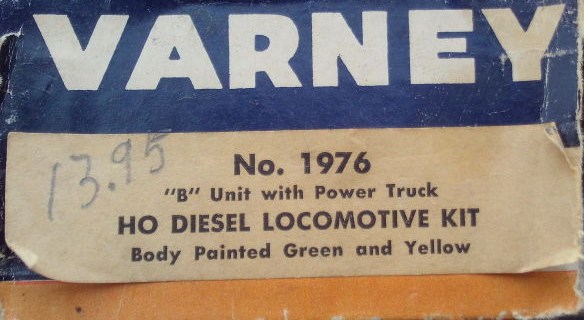 VARNEY
13.95
No. 1976
"B" Unit with Power Truck
HO DIESEL LOCOMOTIVE KIT
Body Painted Green and Yellow